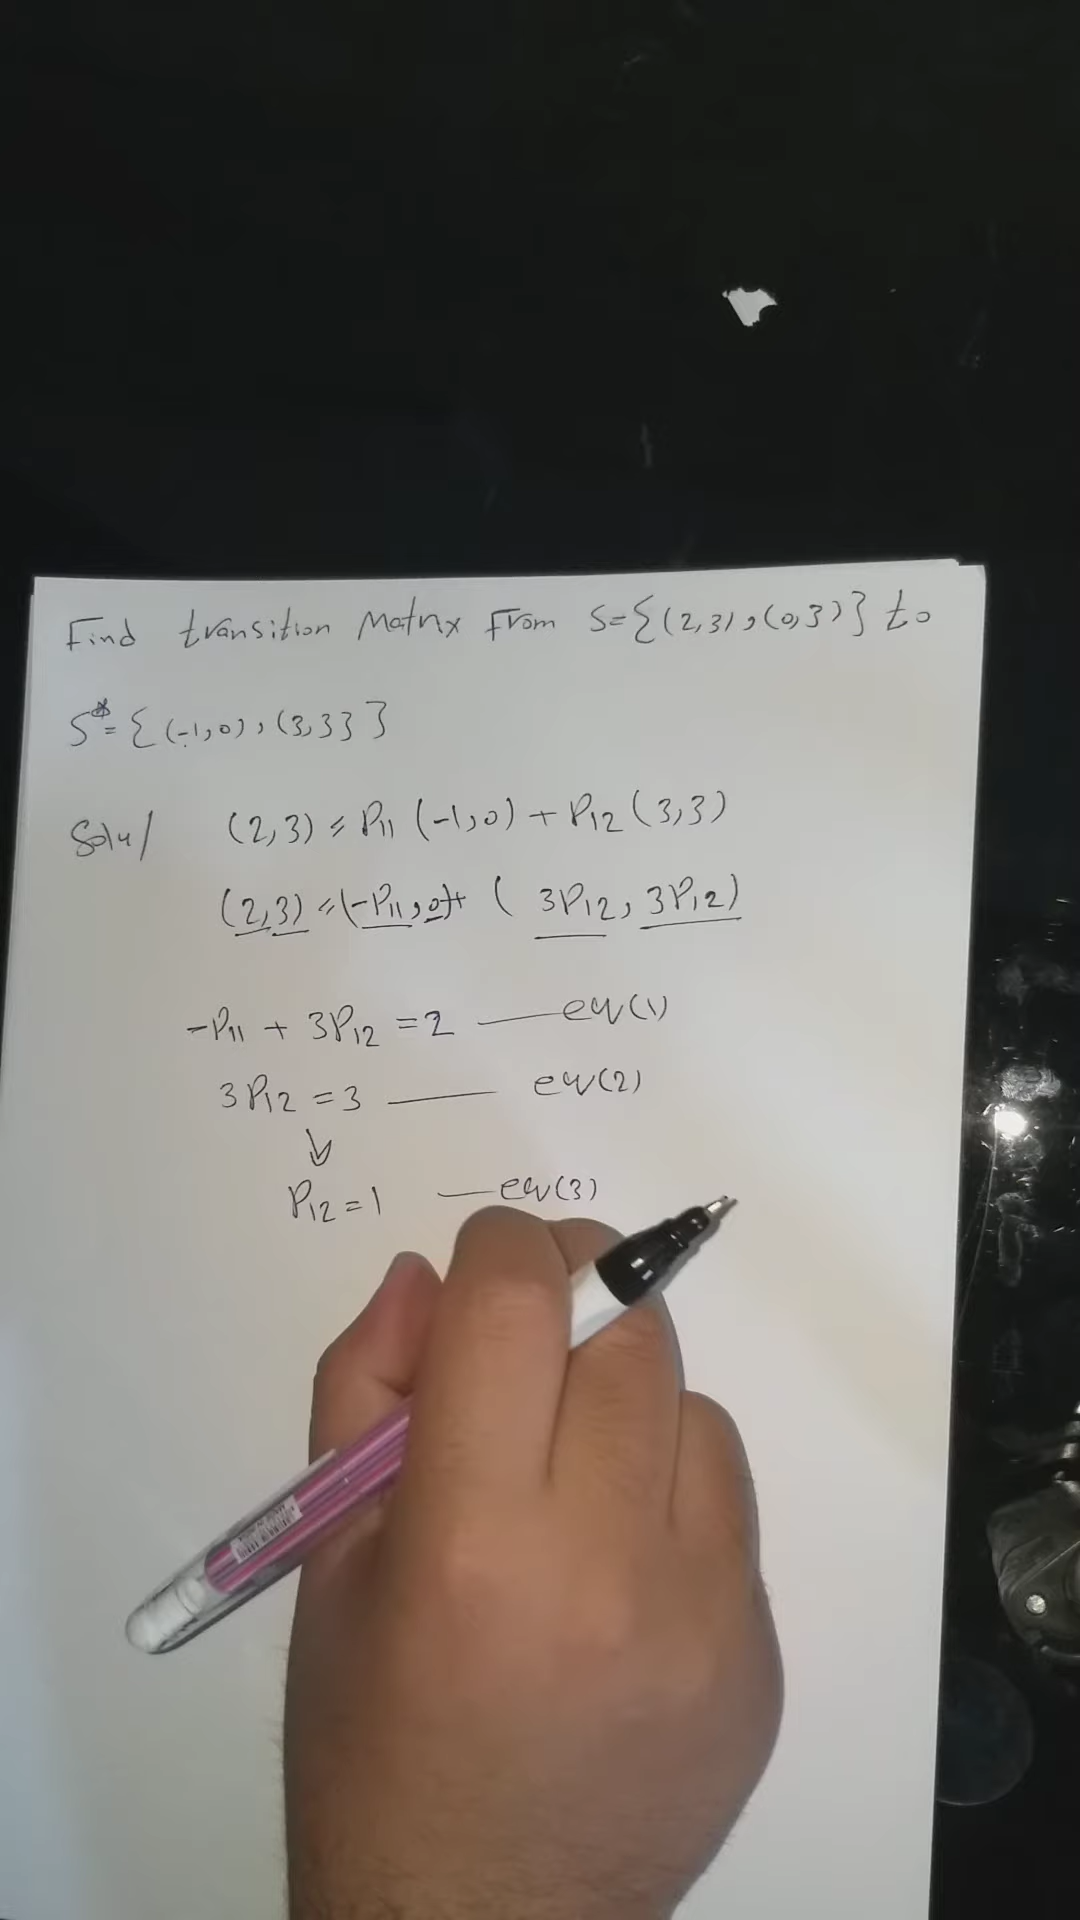 Find transition Matrix From S={(2,3),(0,3)} to
S*={(-1,0),(3,3}}
Solu/ (2,3) = P11 (-1,0) + P12 (3,3)
(2,3) = (-P11,0)+ ( 3P12, 3P12)
-P11 + 3P12 = 2 — eq(1)
3P12 = 3 — eq(2)
↓
P12 = 1 — eq(3)